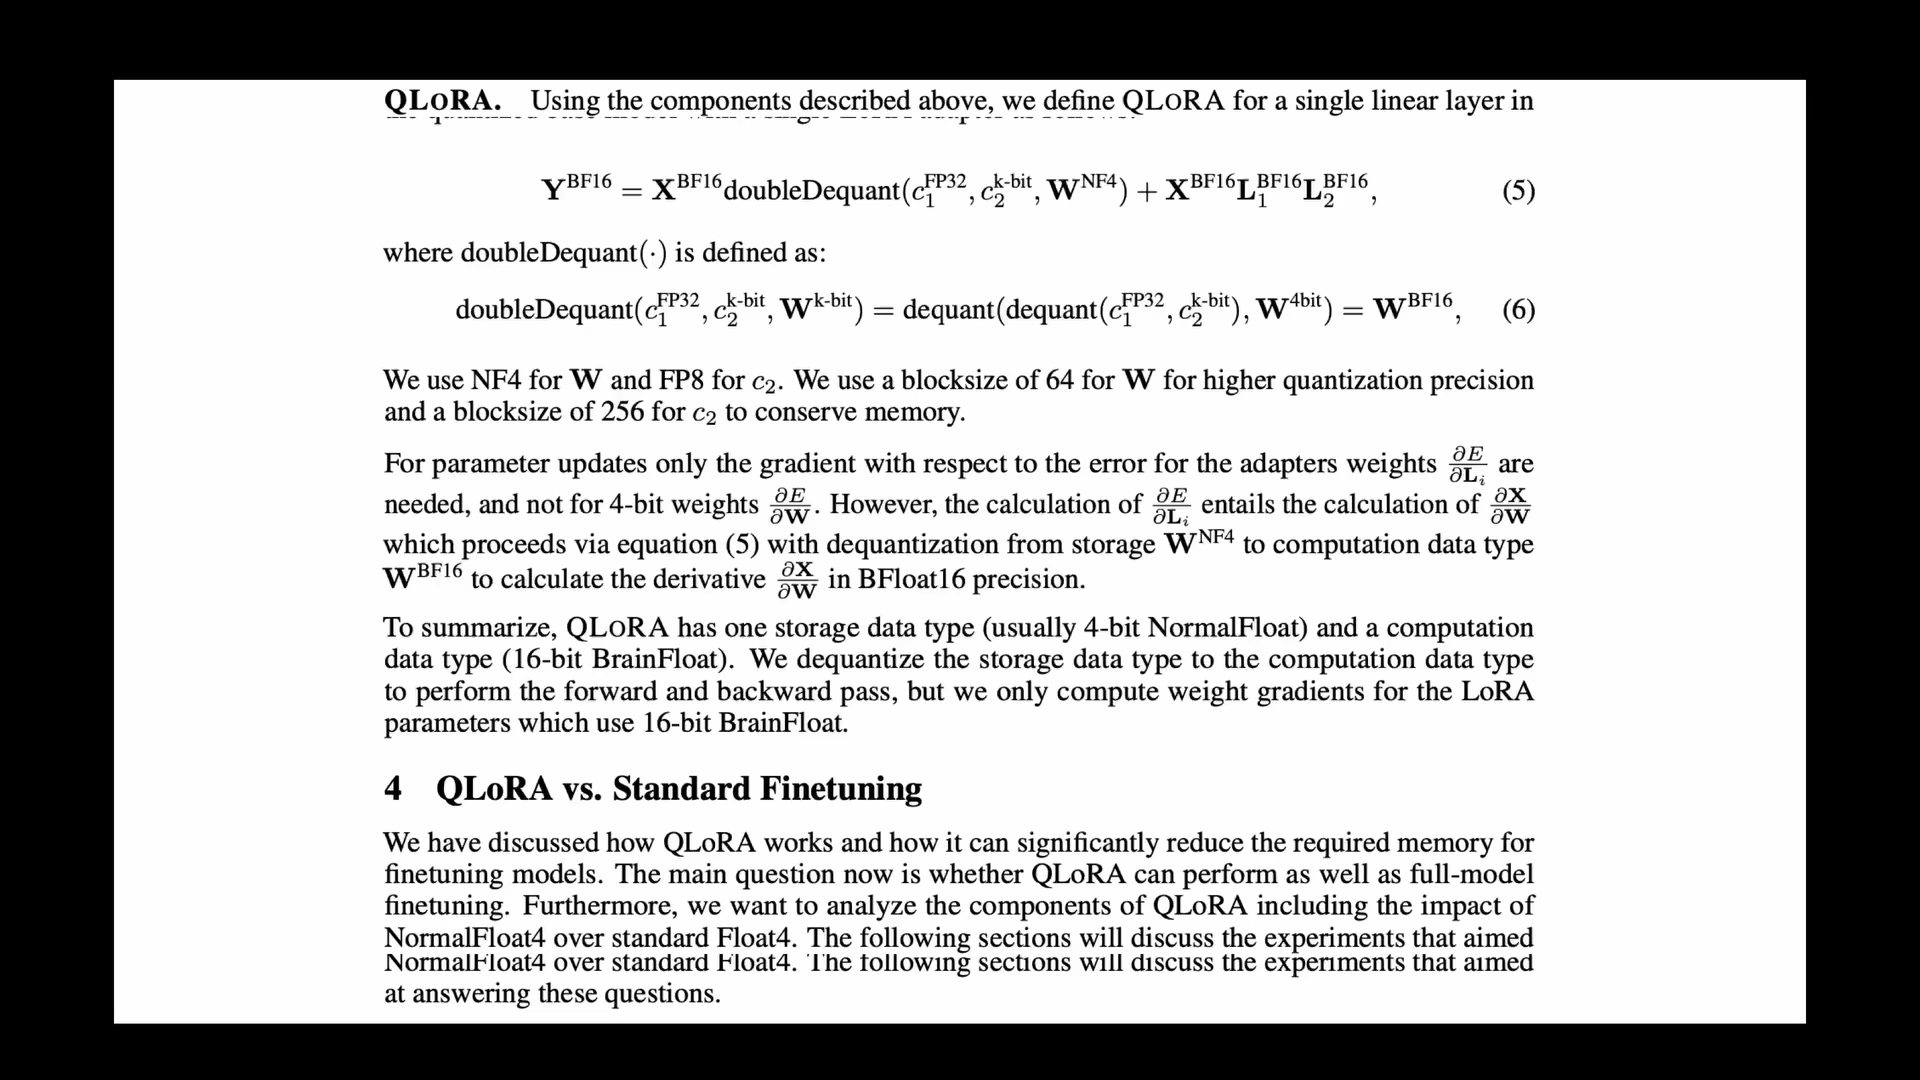 QLORA. Using the components described above, we define QLORA for a single linear layer in
the quantized base model with a single LoRA adapter as follows:
Y^BF16 = X^BF16 doubleDequant(c_1^FP32, c_2^k-bit, W^NF4) + X^BF16 L_1^BF16 L_2^BF16, (5)
where doubleDequant(·) is defined as:
doubleDequant(c_1^FP32, c_2^k-bit, W^k-bit) = dequant(dequant(c_1^FP32, c_2^k-bit), W^4bit) = W^BF16, (6)
We use NF4 for W and FP8 for c_2. We use a blocksize of 64 for W for higher quantization precision
and a blocksize of 256 for c_2 to conserve memory.
For parameter updates only the gradient with respect to the error for the adapters weights ∂E/∂L_i are
needed, and not for 4-bit weights ∂E/∂W. However, the calculation of ∂E/∂L_i entails the calculation of ∂X/∂W
which proceeds via equation (5) with dequantization from storage W^NF4 to computation data type
W^BF16 to calculate the derivative ∂X/∂W in BFloat16 precision.
To summarize, QLORA has one storage data type (usually 4-bit NormalFloat) and a computation
data type (16-bit BrainFloat). We dequantize the storage data type to the computation data type
to perform the forward and backward pass, but we only compute weight gradients for the LoRA
parameters which use 16-bit BrainFloat.
4 QLoRA vs. Standard Finetuning
We have discussed how QLoRA works and how it can significantly reduce the required memory for
finetuning models. The main question now is whether QLoRA can perform as well as full-model
finetuning. Furthermore, we want to analyze the components of QLoRA including the impact of
NormalFloat4 over standard Float4. The following sections will discuss the experiments that aimed
NormalFloat4 over standard Float4. The following sections will discuss the experiments that aimed
at answering these questions.